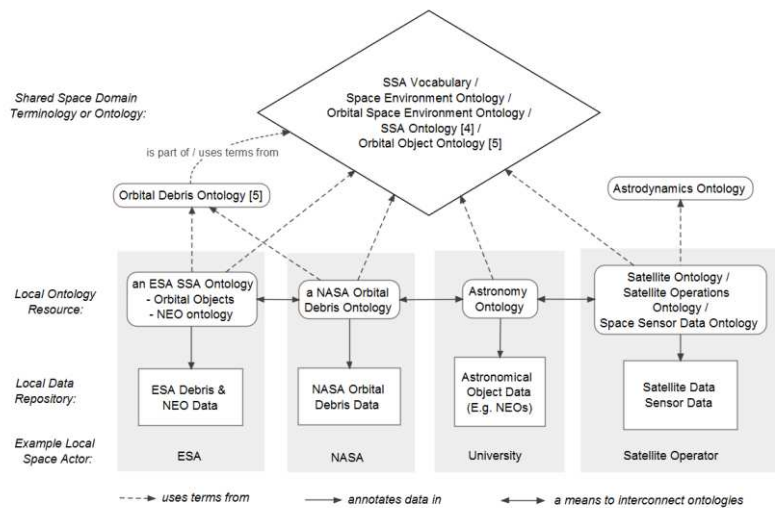 Shared Space Domain
Terminology or Ontology:
SSA Vocabulary /
Space Environment Ontology /
Orbital Space Environment Ontology /
SSA Ontology [4] /
Orbital Object Ontology [5]
is part of / uses terms from
Orbital Debris Ontology [5]
Astrodynamics Ontology
Local Ontology
Resource:
an ESA SSA Ontology
- Orbital Objects
- NEO ontology
a NASA Orbital
Debris Ontology
Astronomy
Ontology
Satellite Ontology /
Satellite Operations
Ontology /
Space Sensor Data Ontology
Local Data
Repository:
ESA Debris &
NEO Data
NASA Orbital
Debris Data
Astronomical
Object Data
(E.g. NEOs)
Satellite Data
Sensor Data
Example Local
Space Actor:
ESA
NASA
University
Satellite Operator
uses terms from
annotates data in
a means to interconnect ontologies